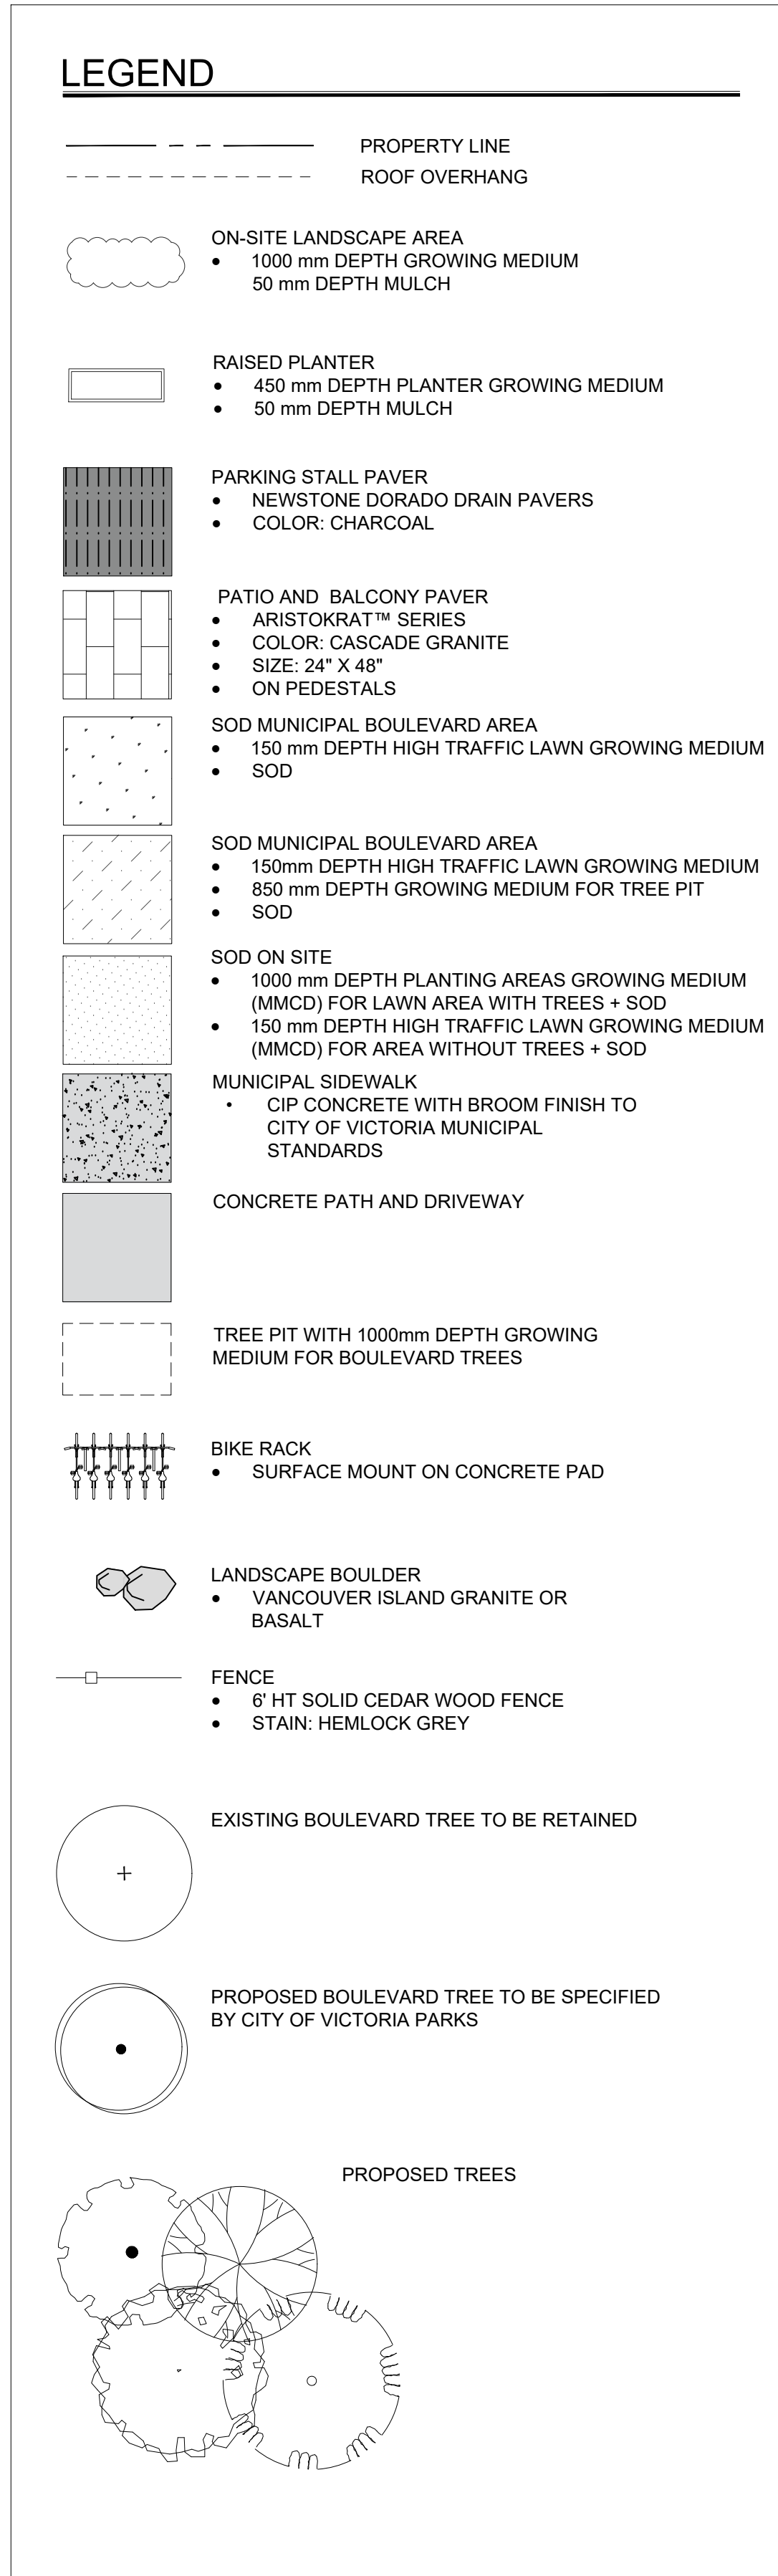 LEGEND
PROPERTY LINE
ROOF OVERHANG
ON-SITE LANDSCAPE AREA
• 1000 mm DEPTH GROWING MEDIUM
50 mm DEPTH MULCH
RAISED PLANTER
• 450 mm DEPTH PLANTER GROWING MEDIUM
• 50 mm DEPTH MULCH
PARKING STALL PAVER
• NEWSTONE DORADO DRAIN PAVERS
• COLOR: CHARCOAL
PATIO AND BALCONY PAVER
• ARISTOKRAT™ SERIES
• COLOR: CASCADE GRANITE
• SIZE: 24" X 48"
• ON PEDESTALS
SOD MUNICIPAL BOULEVARD AREA
• 150 mm DEPTH HIGH TRAFFIC LAWN GROWING MEDIUM
• SOD
SOD MUNICIPAL BOULEVARD AREA
• 150mm DEPTH HIGH TRAFFIC LAWN GROWING MEDIUM
• 850 mm DEPTH GROWING MEDIUM FOR TREE PIT
• SOD
SOD ON SITE
• 1000 mm DEPTH PLANTING AREAS GROWING MEDIUM
(MMCD) FOR LAWN AREA WITH TREES + SOD
• 150 mm DEPTH HIGH TRAFFIC LAWN GROWING MEDIUM
(MMCD) FOR AREA WITHOUT TREES + SOD
MUNICIPAL SIDEWALK
• CIP CONCRETE WITH BROOM FINISH TO
CITY OF VICTORIA MUNICIPAL
STANDARDS
CONCRETE PATH AND DRIVEWAY
TREE PIT WITH 1000mm DEPTH GROWING
MEDIUM FOR BOULEVARD TREES
BIKE RACK
• SURFACE MOUNT ON CONCRETE PAD
LANDSCAPE BOULDER
• VANCOUVER ISLAND GRANITE OR
BASALT
FENCE
• 6' HT SOLID CEDAR WOOD FENCE
• STAIN: HEMLOCK GREY
EXISTING BOULEVARD TREE TO BE RETAINED
PROPOSED BOULEVARD TREE TO BE SPECIFIED
BY CITY OF VICTORIA PARKS
PROPOSED TREES